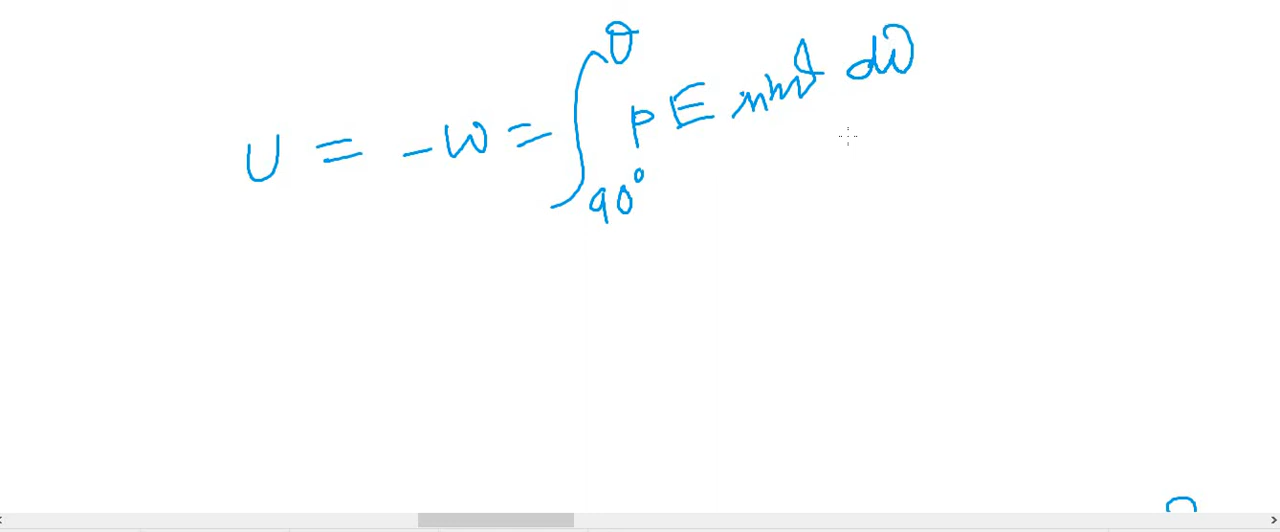 U = -W = ∫_{90°}^{θ} pE sinθ dθ